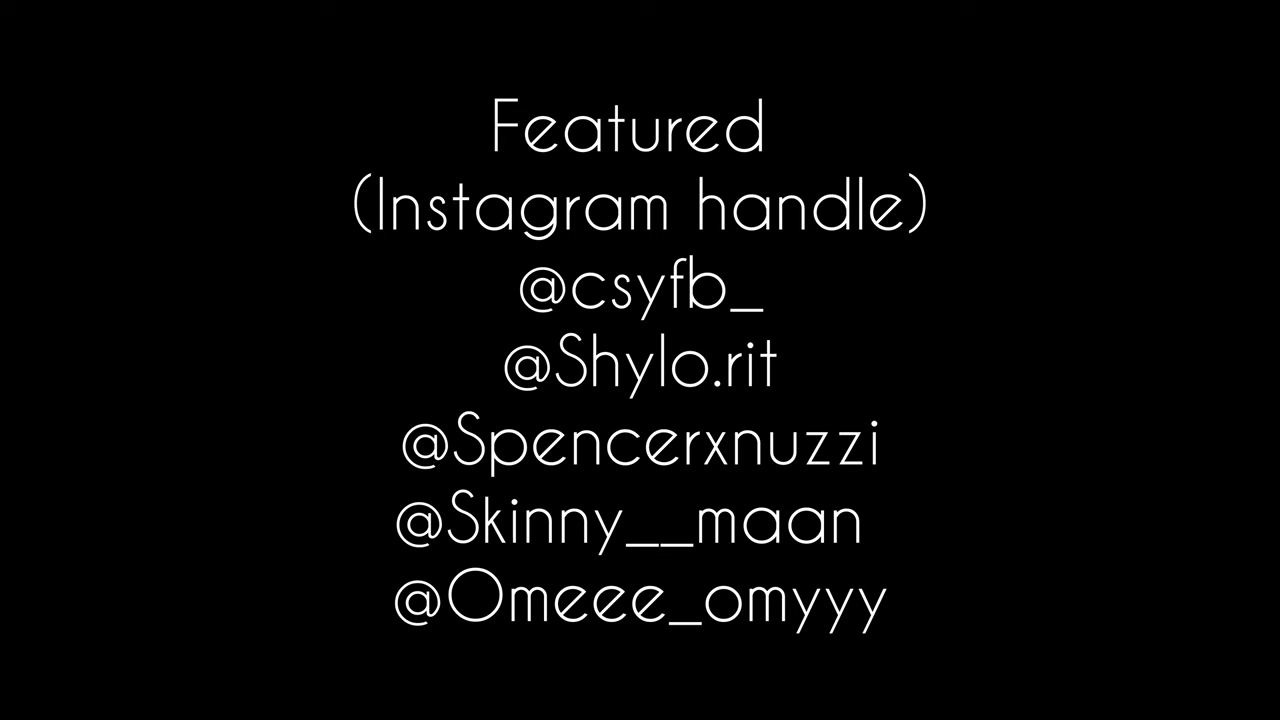 Featured
(Instagram handle)
@csyfb_
@Shylo.rit
@Spencerxnuzzi
@Skinny__maan
@Omeee_omyyy